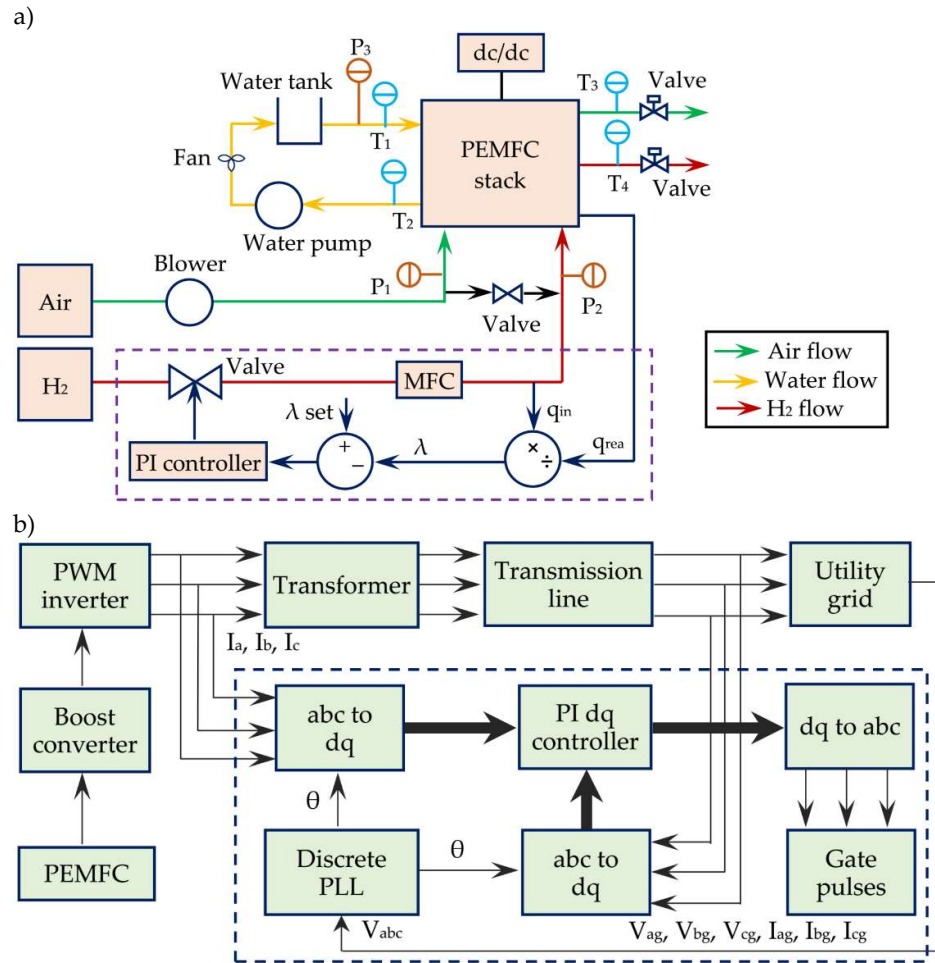 a)
P₃
dc/dc
Water tank
T₃
Valve
T₁
PEMFC
stack
Fan
T₄
Valve
T₂
Water pump
Blower
P₁
P₂
Air
Valve
H₂
Valve
MFC
Air flow
Water flow
H₂ flow
λ set
qin
qrea
PI controller
+
−
λ
×
÷
b)
PWM
inverter
Transformer
Transmission
line
Utility
grid
Ia, Ib, Ic
Boost
converter
abc to
dq
PI dq
controller
dq to abc
θ
PEMFC
Discrete
PLL
θ
abc to
dq
Gate
pulses
Vabc
Vag, Vbg, Vcg, Iag, Ibg, Icg